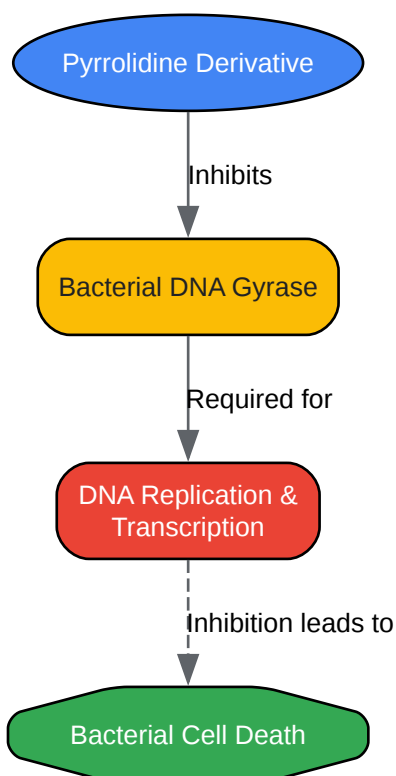 Pyrrolidine Derivative
Inhibits
Bacterial DNA Gyrase
Required for
DNA Replication &
Transcription
Inhibition leads to
Bacterial Cell Death